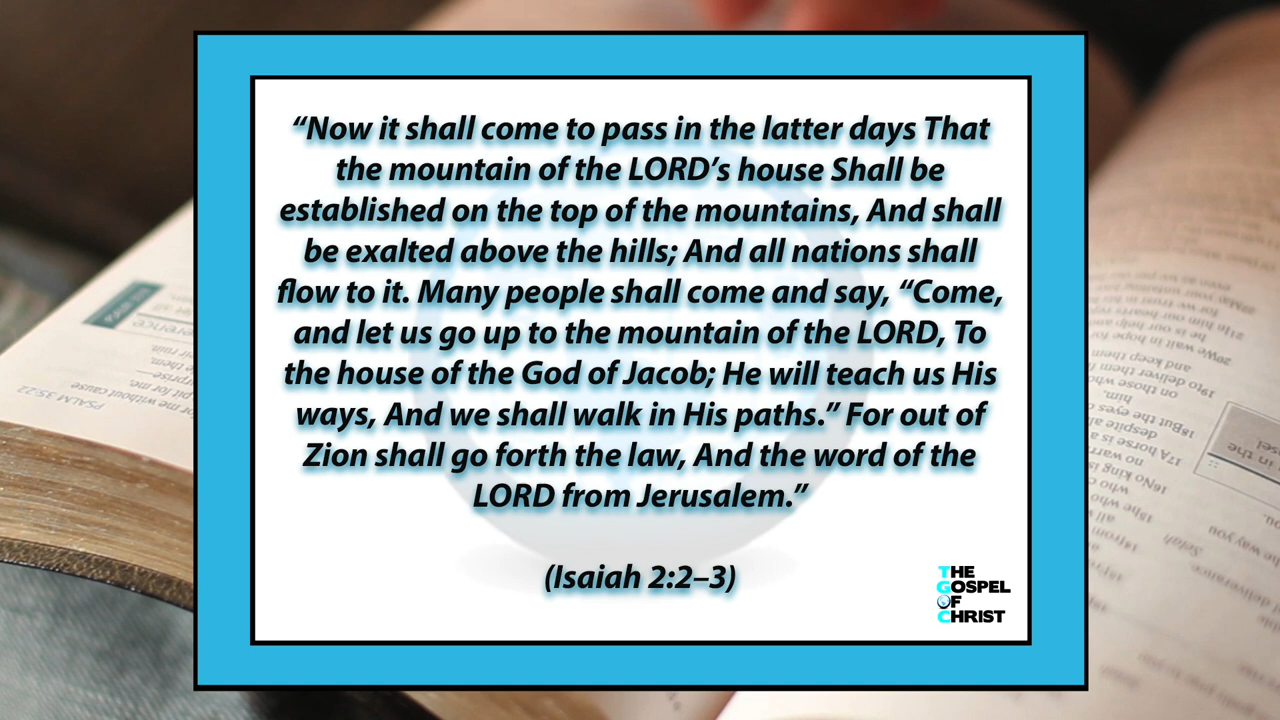 “Now it shall come to pass in the latter days That
the mountain of the LORD’s house Shall be
established on the top of the mountains, And shall
be exalted above the hills; And all nations shall
flow to it. Many people shall come and say, “Come,
and let us go up to the mountain of the LORD, To
the house of the God of Jacob; He will teach us His
ways, And we shall walk in His paths.” For out of
Zion shall go forth the law, And the word of the
LORD from Jerusalem.”
(Isaiah 2:2–3)
THE
GOSPEL
OF
CHRIST
PSALM 35:22